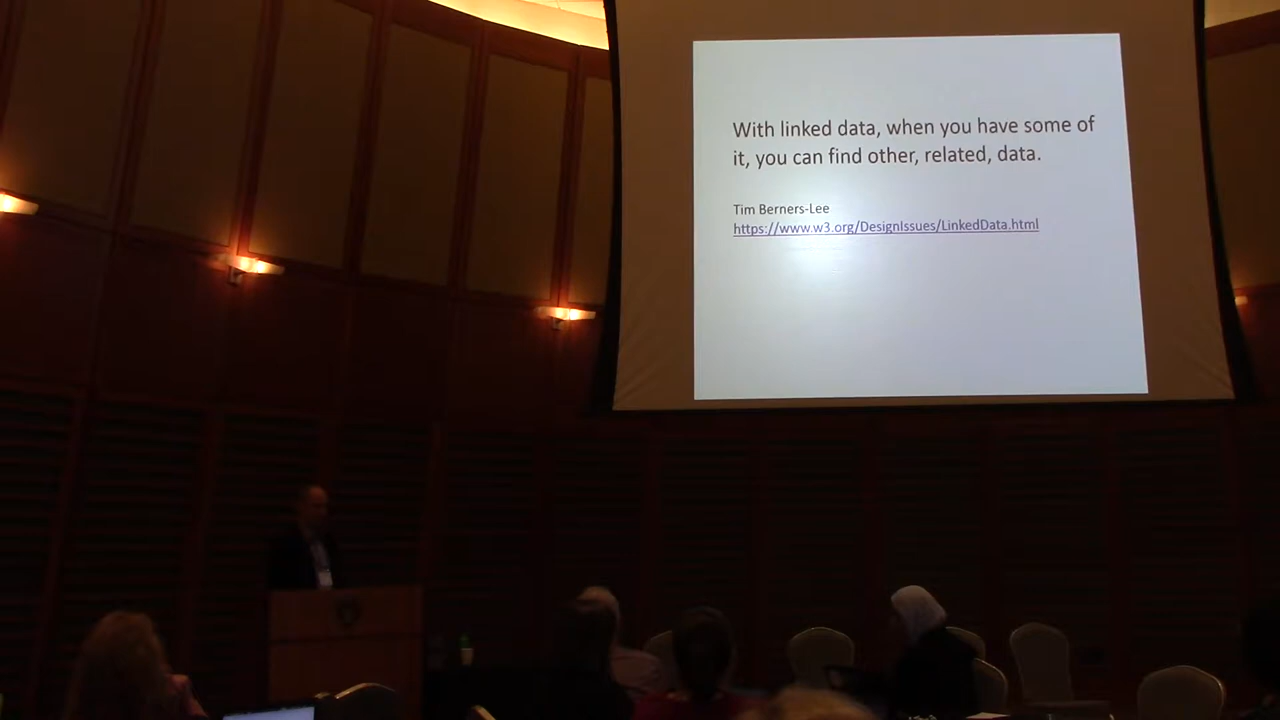 With linked data, when you have some of
it, you can find other, related, data.
Tim Berners-Lee
https://www.w3.org/DesignIssues/LinkedData.html